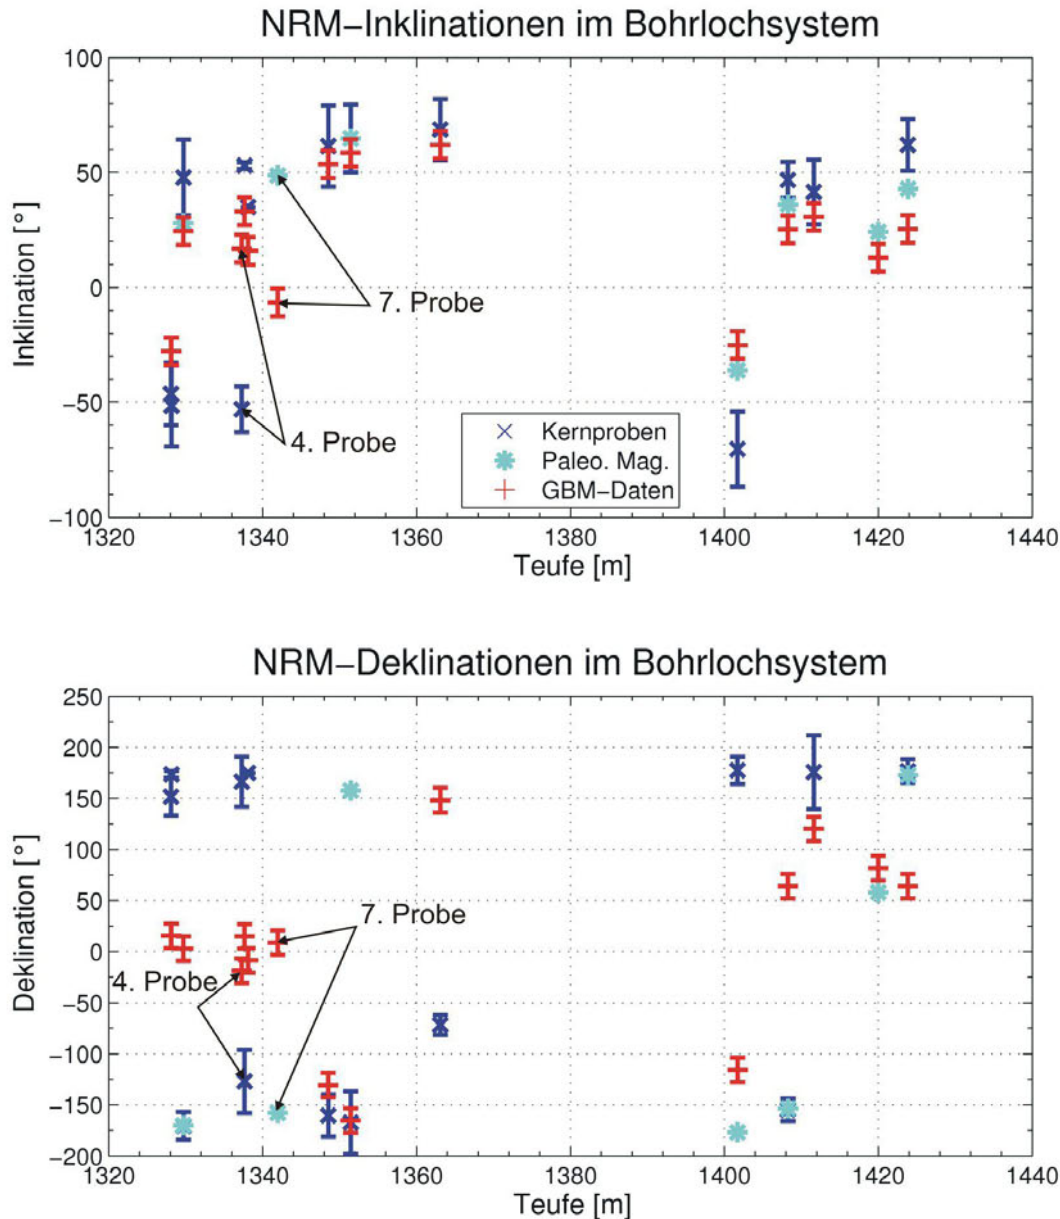 NRM−Inklinationen im Bohrlochsystem
100
50
0
−50
−100
Inklination [°]
7. Probe
4. Probe
Kernproben
Paleo. Mag.
GBM−Daten
1320 1340 1360 1380 1400 1420 1440
Teufe [m]
NRM−Deklinationen im Bohrlochsystem
250
200
150
100
50
0
−50
−100
−150
−200
Deklination [°]
7. Probe
4. Probe
1320 1340 1360 1380 1400 1420 1440
Teufe [m]